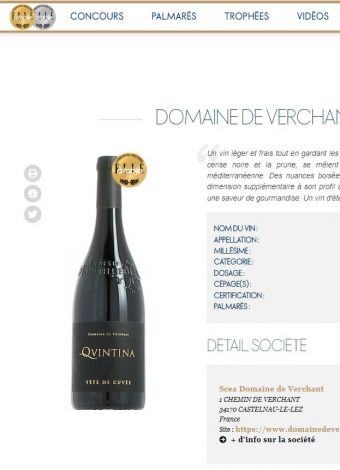 CONCOURS PALMARÈS TROPHÉES VIDÉOS
DOMAINE DE VERCHAN
Un vin léger et frais tout en gardant les
cerise noire et la prune, se mêlent
méditerranéenne. Des nuances boisée
dimension supplémentaire à son profil
une saveur de gourmandise. Un vin d'ét
Domaine de Verchant
QVINTINA
TÊTE DE CUVÉE
NOM DU VIN :
APPELLATION :
MILLÉSIME :
CATÉGORIE :
DOSAGE :
CÉPAGE(S) :
CERTIFICATION :
PALMARÈS :
DÉTAIL SOCIÉTÉ
Scea Domaine de Verchant
1 CHEMIN DE VERCHANT
34170 CASTELNAU-LE-LEZ
France
Site : https://www.domainedeve
+ d'info sur la société